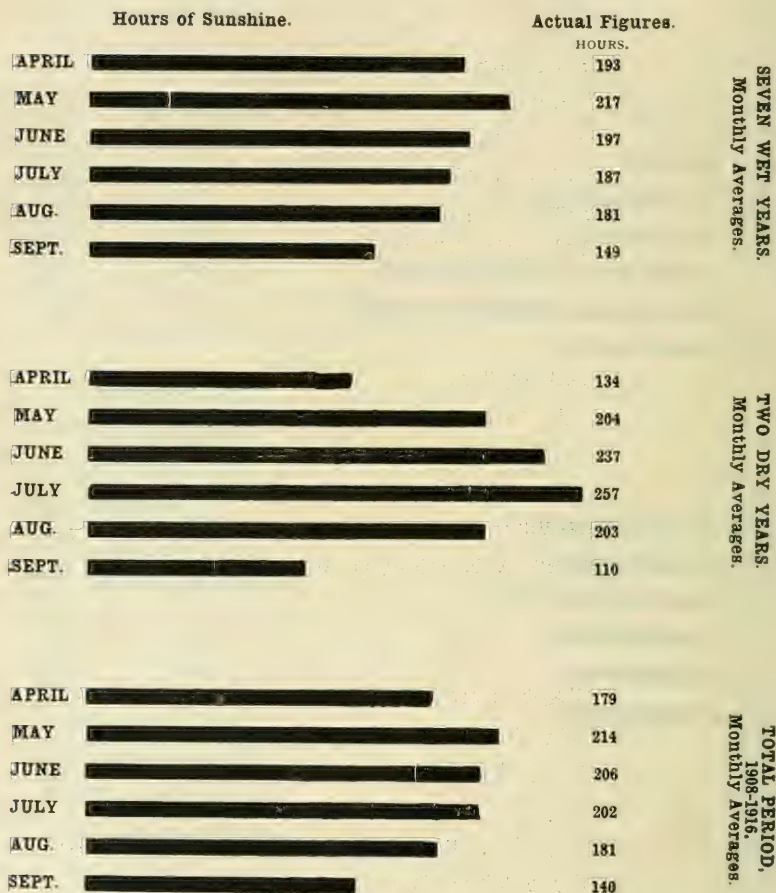 Hours of Sunshine. Actual Figures.
HOURS.
APRIL 193
MAY 217
JUNE 197
JULY 187
AUG. 181
SEPT. 149
SEVEN WET YEARS.
Monthly Averages.
APRIL 134
MAY 204
JUNE 237
JULY 257
AUG. 203
SEPT. 110
TWO DRY YEARS.
Monthly Averages.
APRIL 179
MAY 214
JUNE 206
JULY 202
AUG. 181
SEPT. 140
TOTAL PERIOD,
1908-1916.
Monthly Averages.